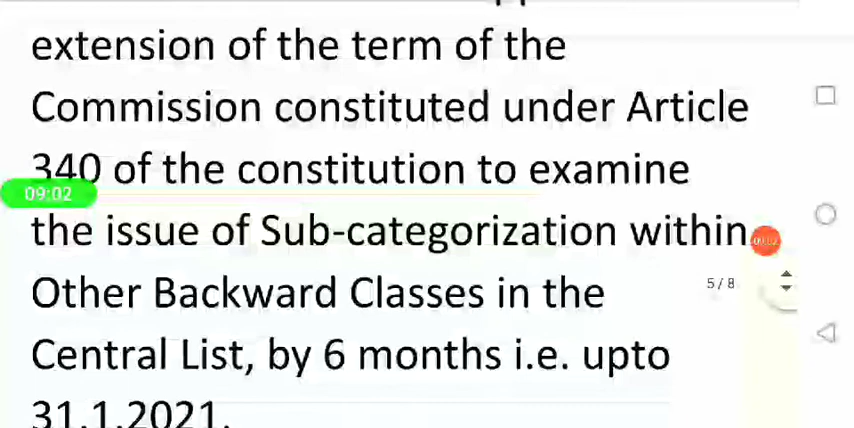 extension of the term of the
Commission constituted under Article
340 of the constitution to examine
09:02
the issue of Sub-categorization within
Other Backward Classes in the
5/8
Central List, by 6 months i.e. upto
31.1.2021.